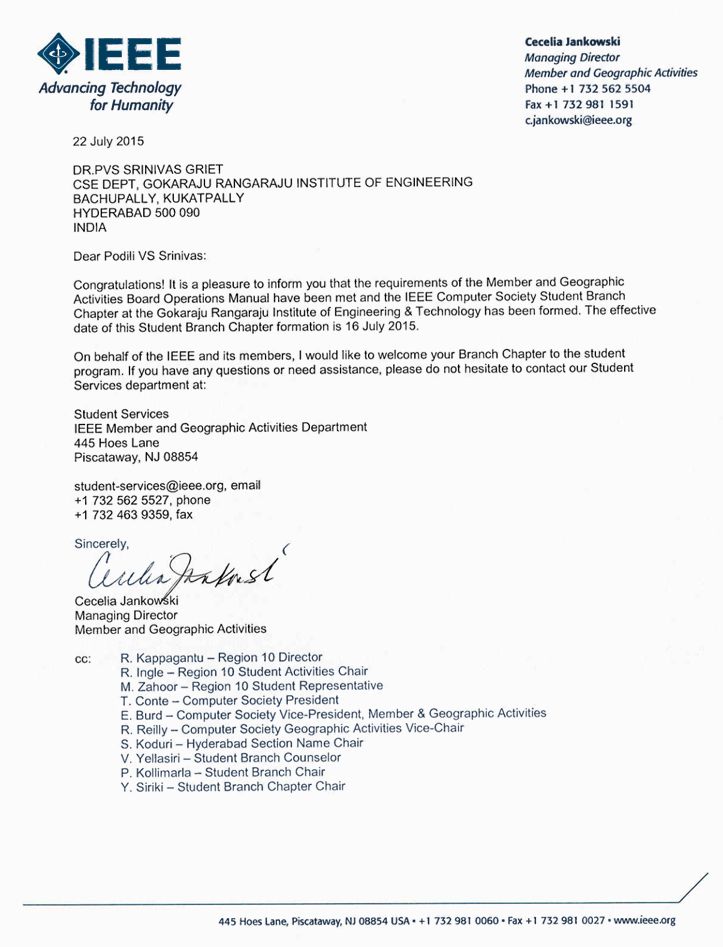 IEEE
Advancing Technology
for Humanity
Cecelia Jankowski
Managing Director
Member and Geographic Activities
Phone +1 732 562 5504
Fax +1 732 981 1591
c.jankowski@ieee.org
22 July 2015
DR.PVS SRINIVAS GRIET
CSE DEPT, GOKARAJU RANGARAJU INSTITUTE OF ENGINEERING
BACHUPALLY, KUKATPALLY
HYDERABAD 500 090
INDIA
Dear Podili VS Srinivas:
Congratulations! It is a pleasure to inform you that the requirements of the Member and Geographic
Activities Board Operations Manual have been met and the IEEE Computer Society Student Branch
Chapter at the Gokaraju Rangaraju Institute of Engineering & Technology has been formed. The effective
date of this Student Branch Chapter formation is 16 July 2015.
On behalf of the IEEE and its members, I would like to welcome your Branch Chapter to the student
program. If you have any questions or need assistance, please do not hesitate to contact our Student
Services department at:
Student Services
IEEE Member and Geographic Activities Department
445 Hoes Lane
Piscataway, NJ 08854
student-services@ieee.org, email
+1 732 562 5527, phone
+1 732 463 9359, fax
Sincerely,
Cecelia Jankowski
Cecelia Jankowski
Managing Director
Member and Geographic Activities
cc: R. Kappagantu – Region 10 Director
R. Ingle – Region 10 Student Activities Chair
M. Zahoor – Region 10 Student Representative
T. Conte – Computer Society President
E. Burd – Computer Society Vice-President, Member & Geographic Activities
R. Reilly – Computer Society Geographic Activities Vice-Chair
S. Koduri – Hyderabad Section Name Chair
V. Yellasiri – Student Branch Counselor
P. Kollimarla – Student Branch Chair
Y. Siriki – Student Branch Chapter Chair
445 Hoes Lane, Piscataway, NJ 08854 USA • +1 732 981 0060 • Fax +1 732 981 0027 • www.ieee.org